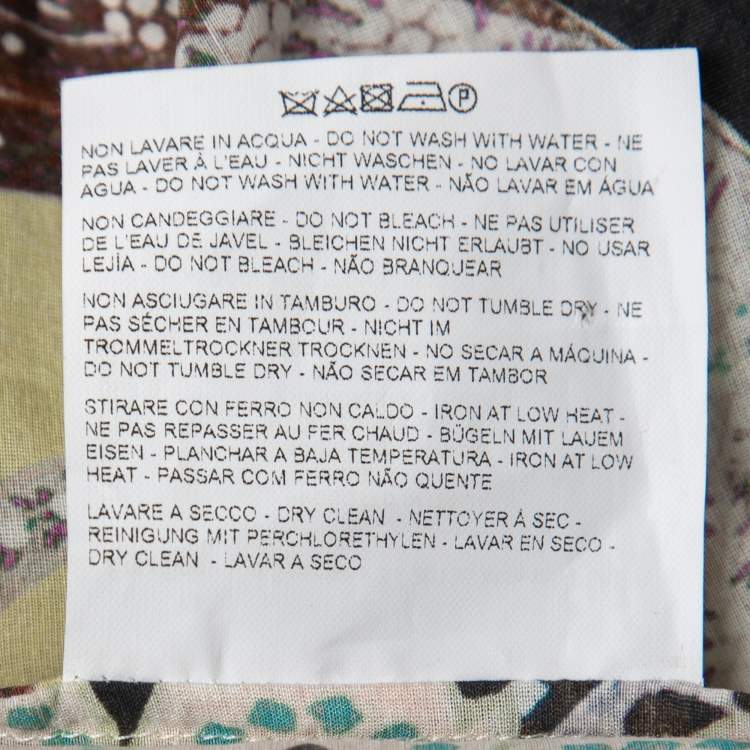 P
NON LAVARE IN ACQUA - DO NOT WASH WITH WATER - NE
PAS LAVER À L'EAU - NICHT WASCHEN - NO LAVAR CON
AGUA - DO NOT WASH WITH WATER - NÃO LAVAR EM ÁGUA
NON CANDEGGIARE - DO NOT BLEACH - NE PAS UTILISER
DE L'EAU DE JAVEL - BLEICHEN NICHT ERLAUBT - NO USAR
LEJÍA - DO NOT BLEACH - NÃO BRANQUEAR
NON ASCIUGARE IN TAMBURO - DO NOT TUMBLE DRY - NE
PAS SÉCHER EN TAMBOUR - NICHT IM
TROMMELTROCKNER TROCKNEN - NO SECAR A MÁQUINA -
DO NOT TUMBLE DRY - NÃO SECAR EM TAMBOR
STIRARE CON FERRO NON CALDO - IRON AT LOW HEAT -
NE PAS REPASSER AU FER CHAUD - BÜGELN MIT LAUEM
EISEN - PLANCHAR A BAJA TEMPERATURA - IRON AT LOW
HEAT - PASSAR COM FERRO NÃO QUENTE
LAVARE A SECCO - DRY CLEAN - NETTOYER À SEC -
REINIGUNG MIT PERCHLORETHYLEN - LAVAR EN SECO -
DRY CLEAN - LAVAR A SECO